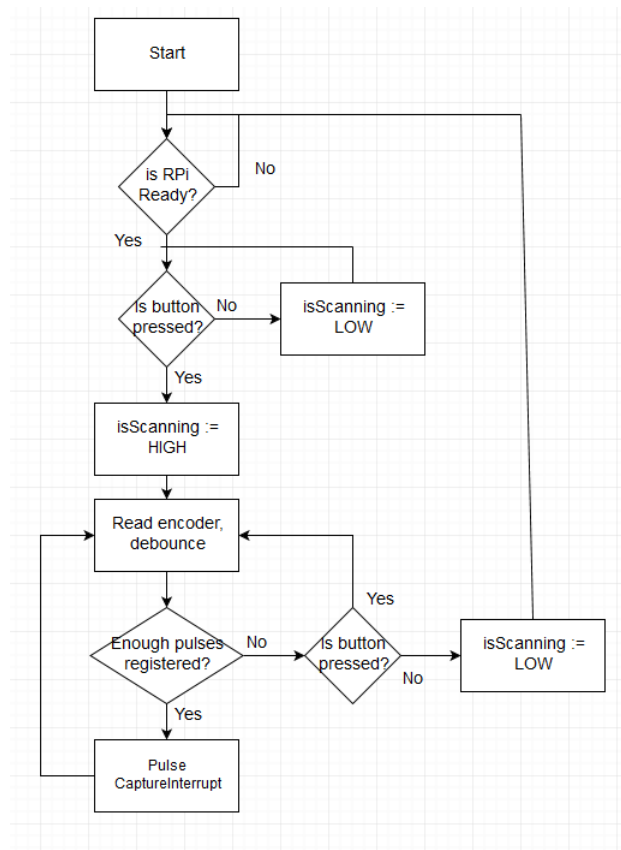 Start
is RPi
Ready?
No
Yes
Is button
pressed?
No
isScanning :=
LOW
Yes
isScanning :=
HIGH
Read encoder,
debounce
Yes
Enough pulses
registered?
No
Is button
pressed?
No
isScanning :=
LOW
Yes
Pulse
CaptureInterrupt